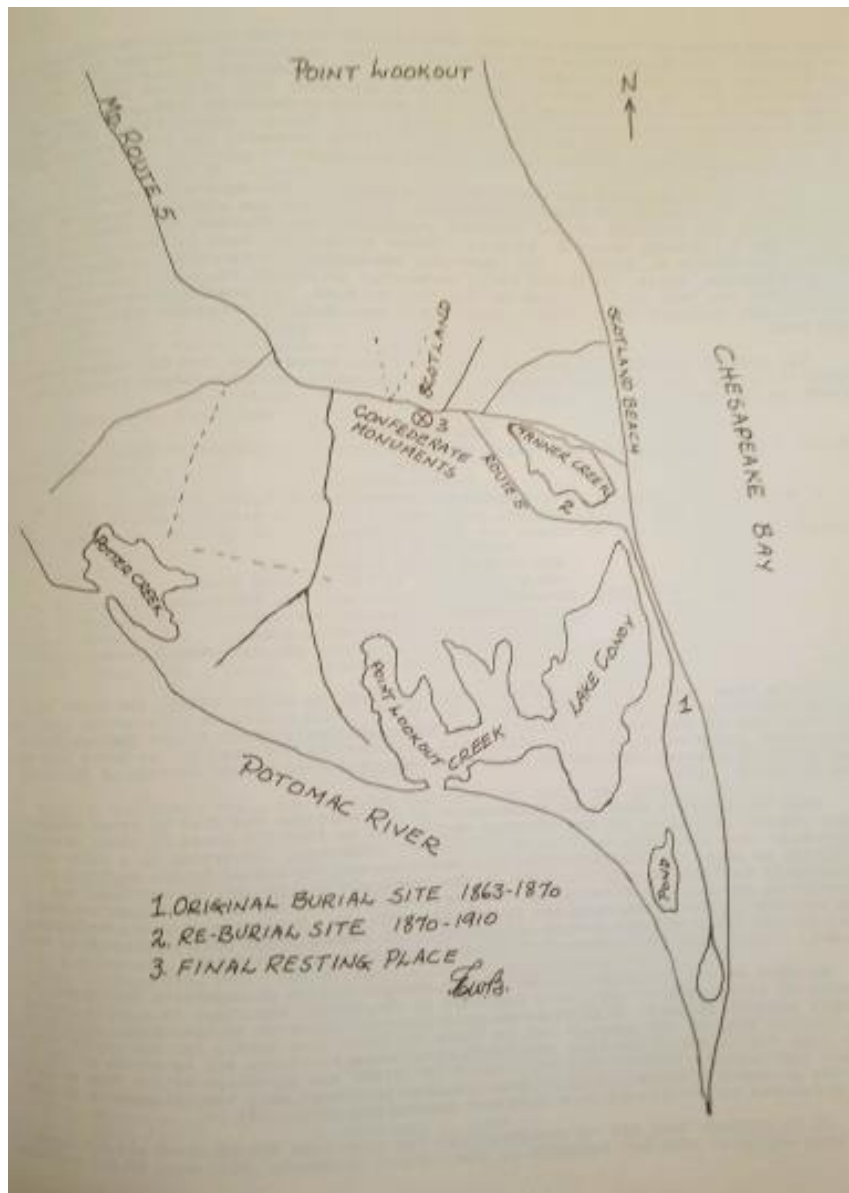 POINT LOOKOUT
N
MD. ROUTE 5
SCOTLAND
SCOTLAND BEACH
CHESAPEAKE BAY
3
CONFEDERATE
MONUMENTS
TANNER CREEK
ROUTE 5
2
POTTER CREEK
LAKE CONOY
POINT LOOKOUT
CREEK
1
POTOMAC RIVER
POND
1. ORIGINAL BURIAL SITE 1863-1870
2. RE-BURIAL SITE 1870-1910
3. FINAL RESTING PLACE